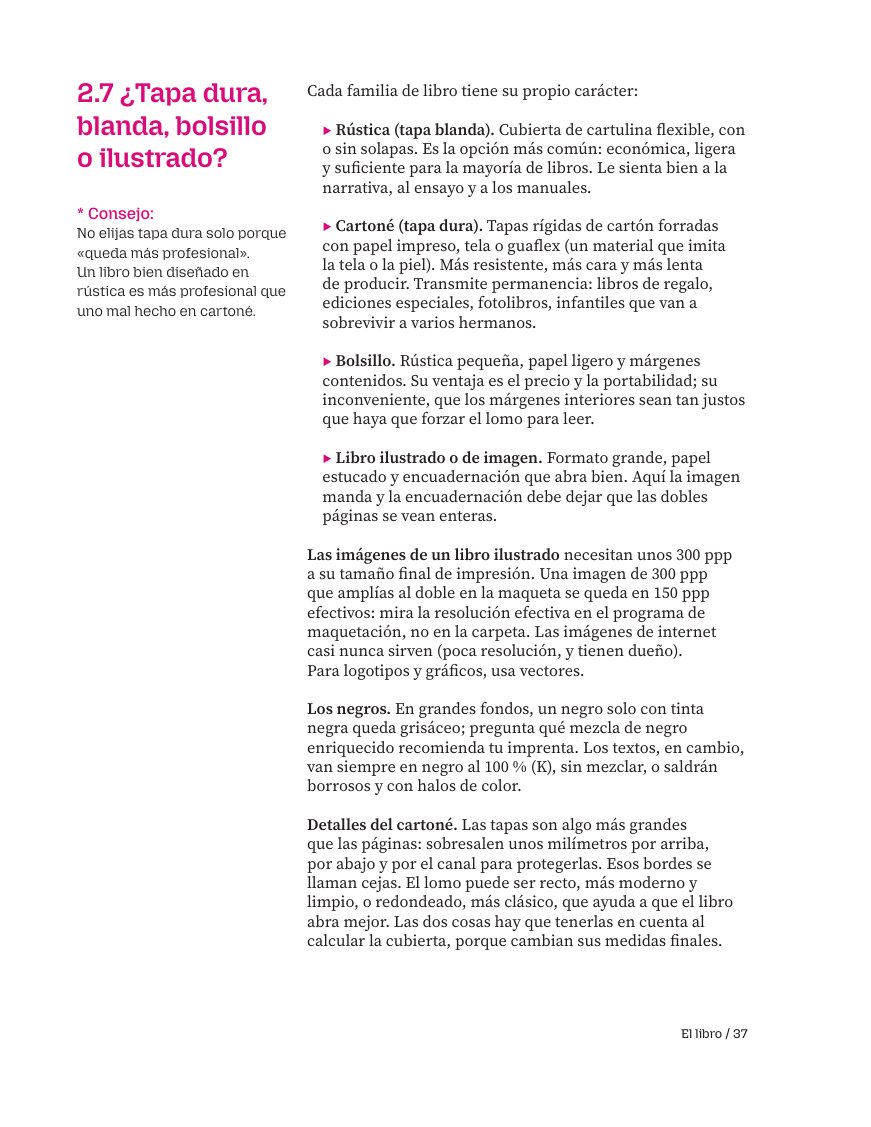 2.7 ¿Tapa dura,
blanda, bolsillo
o ilustrado?
* Consejo:
No elijas tapa dura solo porque
«queda más profesional».
Un libro bien diseñado en
rústica es más profesional que
uno mal hecho en cartoné.
Cada familia de libro tiene su propio carácter:
▸ Rústica (tapa blanda). Cubierta de cartulina flexible, con
o sin solapas. Es la opción más común: económica, ligera
y suficiente para la mayoría de libros. Le sienta bien a la
narrativa, al ensayo y a los manuales.
▸ Cartoné (tapa dura). Tapas rígidas de cartón forradas
con papel impreso, tela o guaflex (un material que imita
la tela o la piel). Más resistente, más cara y más lenta
de producir. Transmite permanencia: libros de regalo,
ediciones especiales, fotolibros, infantiles que van a
sobrevivir a varios hermanos.
▸ Bolsillo. Rústica pequeña, papel ligero y márgenes
contenidos. Su ventaja es el precio y la portabilidad; su
inconveniente, que los márgenes interiores sean tan justos
que haya que forzar el lomo para leer.
▸ Libro ilustrado o de imagen. Formato grande, papel
estucado y encuadernación que abra bien. Aquí la imagen
manda y la encuadernación debe dejar que las dobles
páginas se vean enteras.
Las imágenes de un libro ilustrado necesitan unos 300 ppp
a su tamaño final de impresión. Una imagen de 300 ppp
que amplías al doble en la maqueta se queda en 150 ppp
efectivos: mira la resolución efectiva en el programa de
maquetación, no en la carpeta. Las imágenes de internet
casi nunca sirven (poca resolución, y tienen dueño).
Para logotipos y gráficos, usa vectores.
Los negros. En grandes fondos, un negro solo con tinta
negra queda grisáceo; pregunta qué mezcla de negro
enriquecido recomienda tu imprenta. Los textos, en cambio,
van siempre en negro al 100 % (K), sin mezclar, o saldrán
borrosos y con halos de color.
Detalles del cartoné. Las tapas son algo más grandes
que las páginas: sobresalen unos milímetros por arriba,
por abajo y por el canal para protegerlas. Esos bordes se
llaman cejas. El lomo puede ser recto, más moderno y
limpio, o redondeado, más clásico, que ayuda a que el libro
abra mejor. Las dos cosas hay que tenerlas en cuenta al
calcular la cubierta, porque cambian sus medidas finales.
El libro / 37